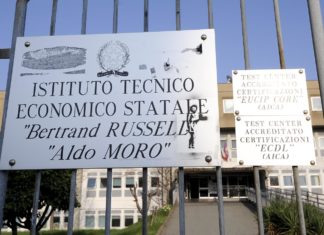 ISTITUTO TECNICO
ECONOMICO STATALE
"Bertrand RUSSELL"
"Aldo MORO"
TEST CENTER
ACCREDITATO
CERTIFICAZIONI
"EUCIP CORE"
(AICA)
TEST CENTER
ACCREDITATO
CERTIFICAZIONI
"ECDL"
(AICA)